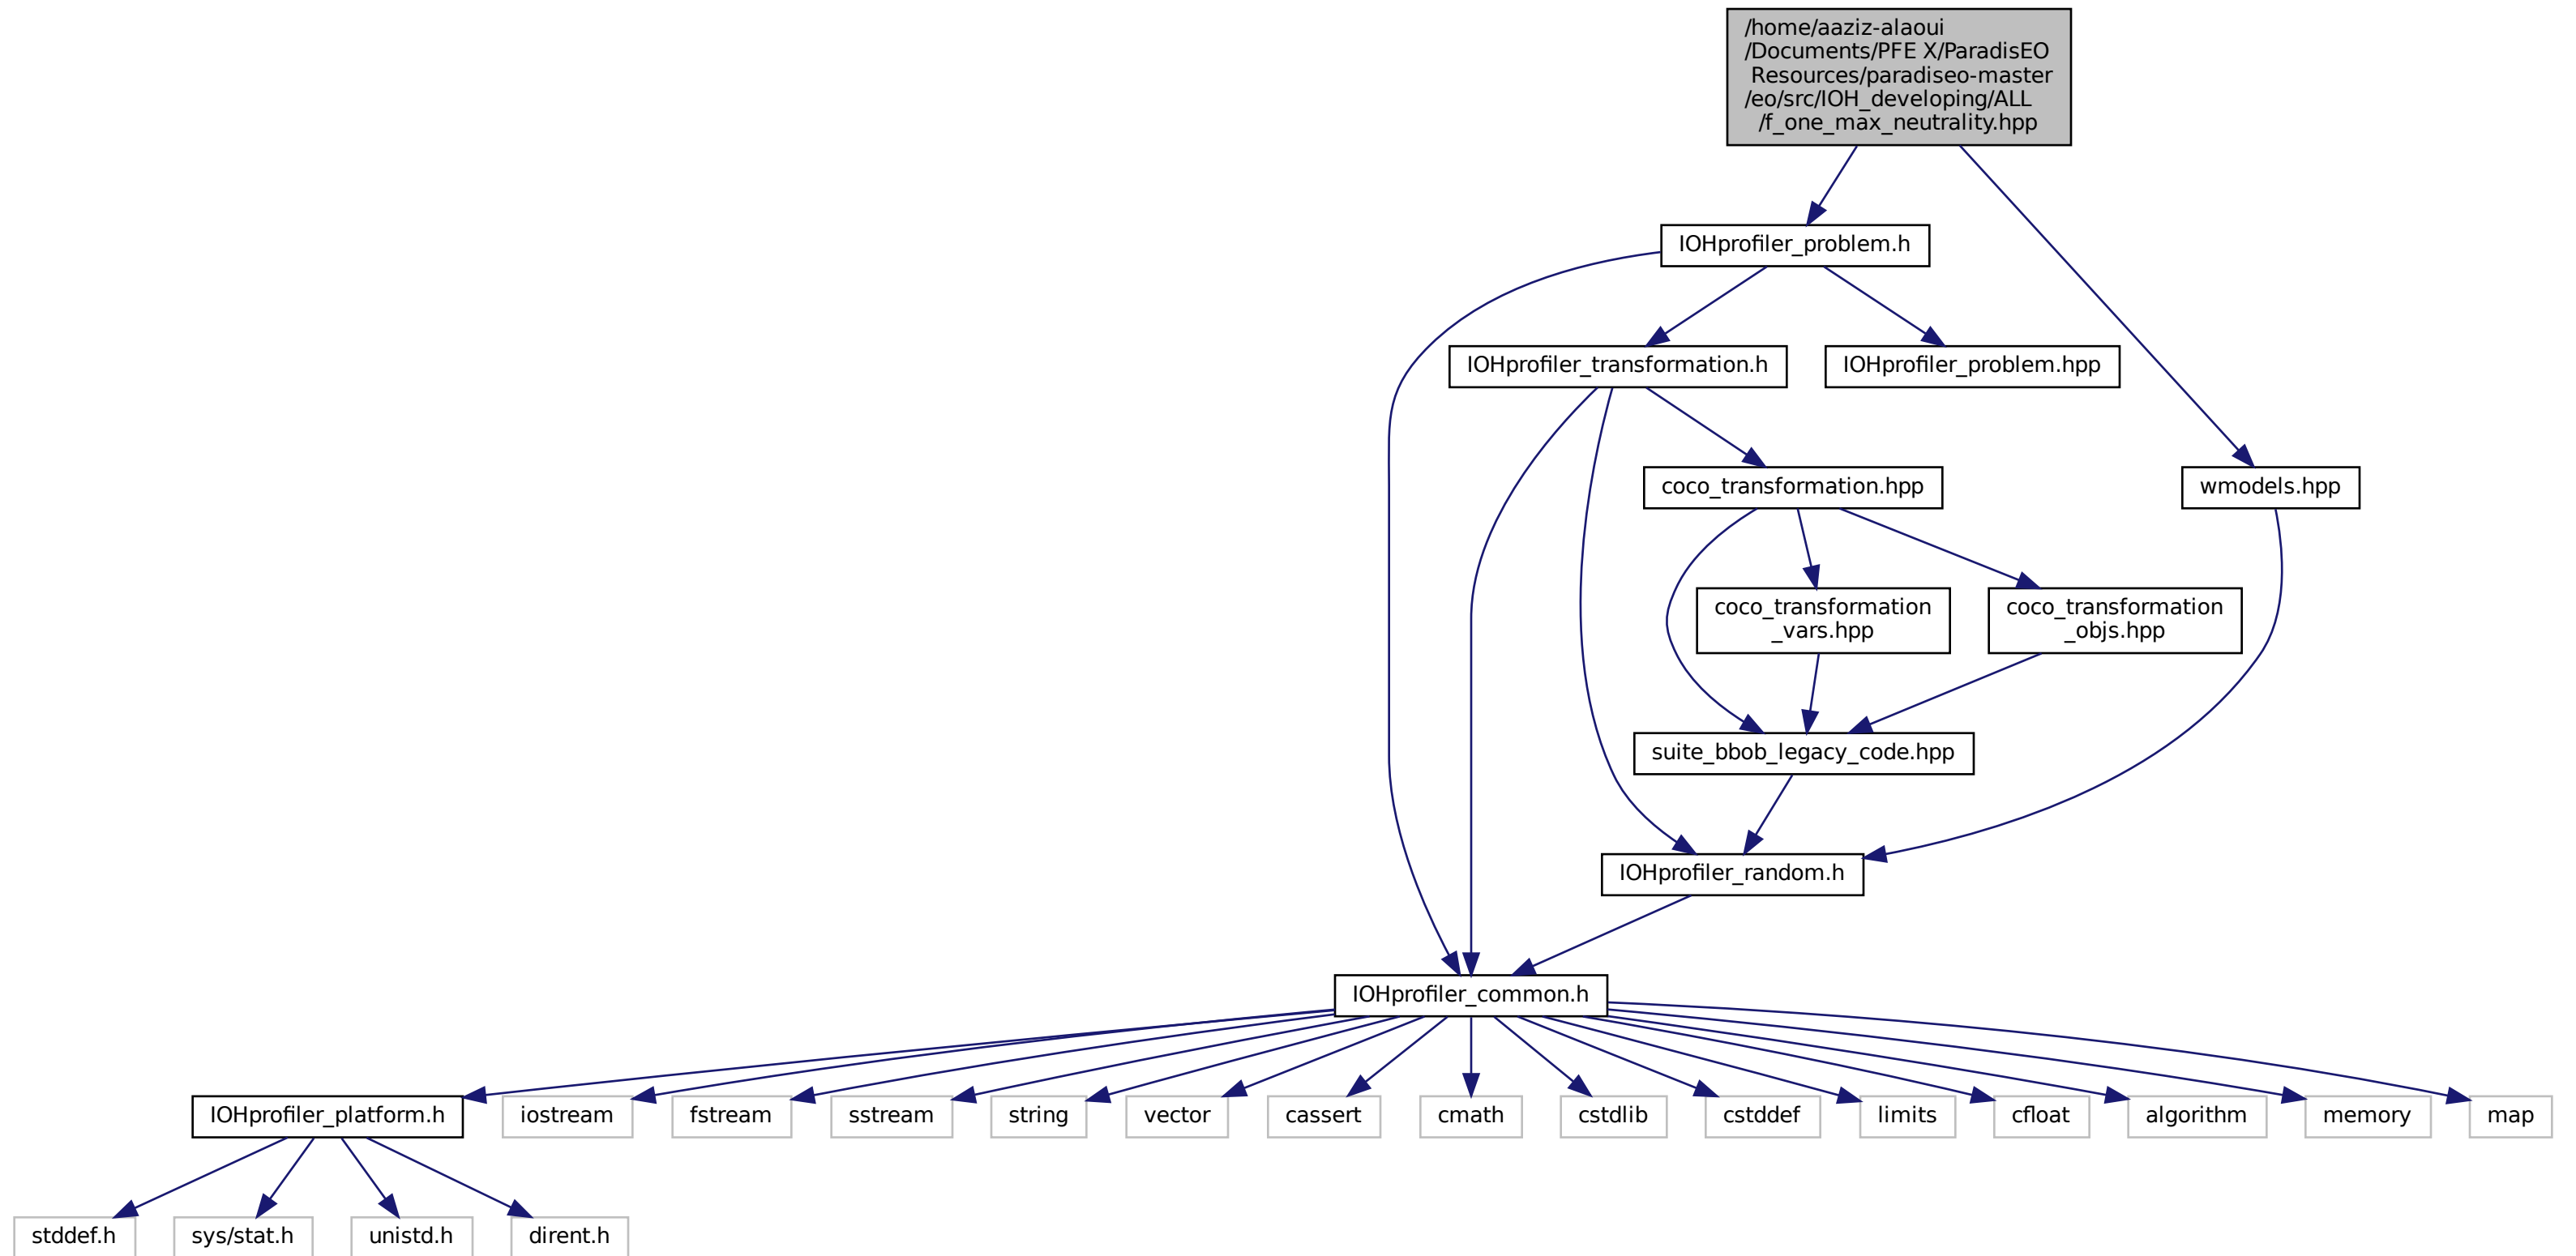 /home/aaziz-alaoui
/Documents/PFE X/ParadisEO
Resources/paradiseo-master
/eo/src/IOH_developing/ALL
/f_one_max_neutrality.hpp
IOHprofiler_problem.h
IOHprofiler_transformation.h
IOHprofiler_problem.hpp
coco_transformation.hpp
wmodels.hpp
coco_transformation
_vars.hpp
coco_transformation
_objs.hpp
suite_bbob_legacy_code.hpp
IOHprofiler_random.h
IOHprofiler_common.h
IOHprofiler_platform.h
iostream
fstream
sstream
string
vector
cassert
cmath
cstdlib
cstddef
limits
cfloat
algorithm
memory
map
stddef.h
sys/stat.h
unistd.h
dirent.h